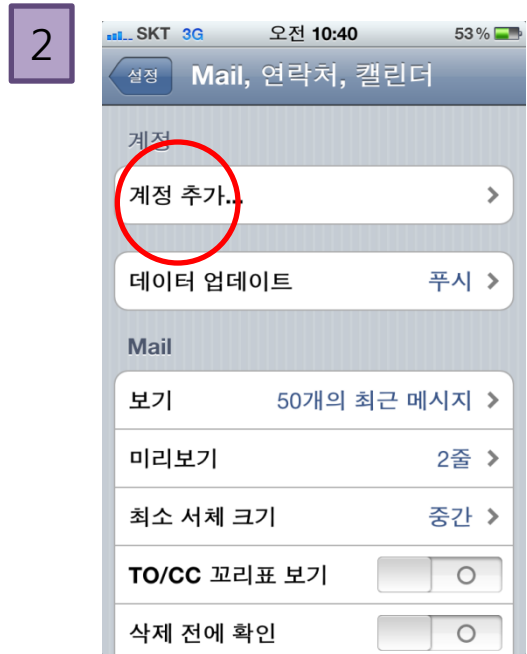 2
SKT 3G 오전 10:40 53%
설정 Mail, 연락처, 캘린더
계정
계정 추가...
데이터 업데이트 푸시
Mail
보기 50개의 최근 메시지
미리보기 2줄
최소 서체 크기 중간
TO/CC 꼬리표 보기
삭제 전에 확인